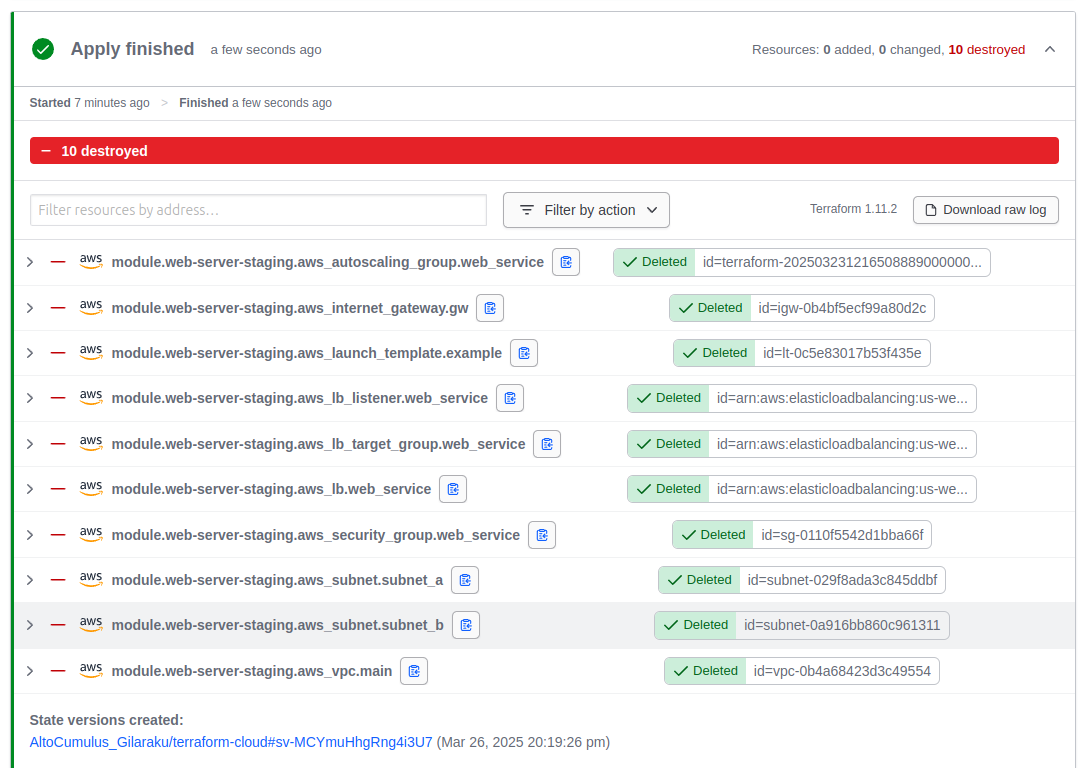 Apply finished a few seconds ago Resources: 0 added, 0 changed, 10 destroyed
Started 7 minutes ago > Finished a few seconds ago
10 destroyed
Filter resources by address... Filter by action Terraform 1.11.2 Download raw log
aws module.web-server-staging.aws_autoscaling_group.web_service Deleted id=terraform-202503231216508889000000...
aws module.web-server-staging.aws_internet_gateway.gw Deleted id=igw-0b4bf5ecf99a80d2c
aws module.web-server-staging.aws_launch_template.example Deleted id=lt-0c5e83017b53f435e
aws module.web-server-staging.aws_lb_listener.web_service Deleted id=arn:aws:elasticloadbalancing:us-we...
aws module.web-server-staging.aws_lb_target_group.web_service Deleted id=arn:aws:elasticloadbalancing:us-we...
aws module.web-server-staging.aws_lb.web_service Deleted id=arn:aws:elasticloadbalancing:us-we...
aws module.web-server-staging.aws_security_group.web_service Deleted id=sg-0110f5542d1bba66f
aws module.web-server-staging.aws_subnet.subnet_a Deleted id=subnet-029f8ada3c845ddbf
aws module.web-server-staging.aws_subnet.subnet_b Deleted id=subnet-0a916bb860c961311
aws module.web-server-staging.aws_vpc.main Deleted id=vpc-0b4a68423d3c49554
State versions created:
AltoCumulus_Gilaraku/terraform-cloud#sv-MCYmuHhgRng4i3U7 (Mar 26, 2025 20:19:26 pm)